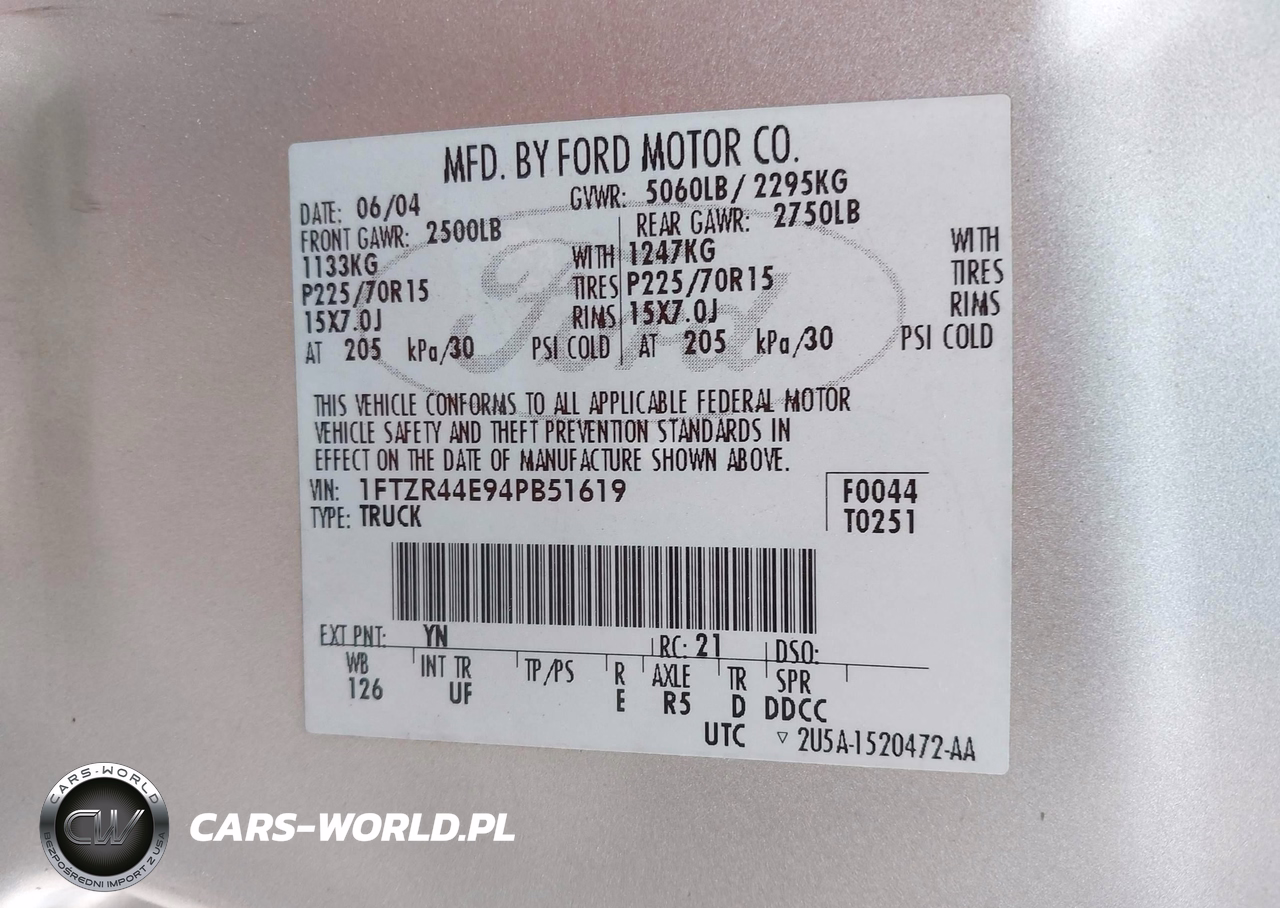 MFD. BY FORD MOTOR CO.
DATE: 06/04 GVWR: 5060LB/ 2295KG
FRONT GAWR: 2500LB REAR GAWR: 2750LB
1133KG WITH 1247KG WITH
P225/70R15 TIRES P225/70R15 TIRES
15X7.0J RIMS 15X7.0J RIMS
AT 205 kPa/30 PSI COLD AT 205 kPa/30 PSI COLD
Ford
THIS VEHICLE CONFORMS TO ALL APPLICABLE FEDERAL MOTOR
VEHICLE SAFETY AND THEFT PREVENTION STANDARDS IN
EFFECT ON THE DATE OF MANUFACTURE SHOWN ABOVE.
VIN: 1FTZR44E94PB51619 F0044
TYPE: TRUCK T0251
EXT PNT: YN RC: 21 DSO:
WB INT TR TP/PS R AXLE TR SPR
126 UF E R5 D DDCC
UTC ▽ 2U5A-1520472-AA
CARS-WORLD
CW
BEZPOŚREDNI IMPORT Z USA
CARS-WORLD.PL